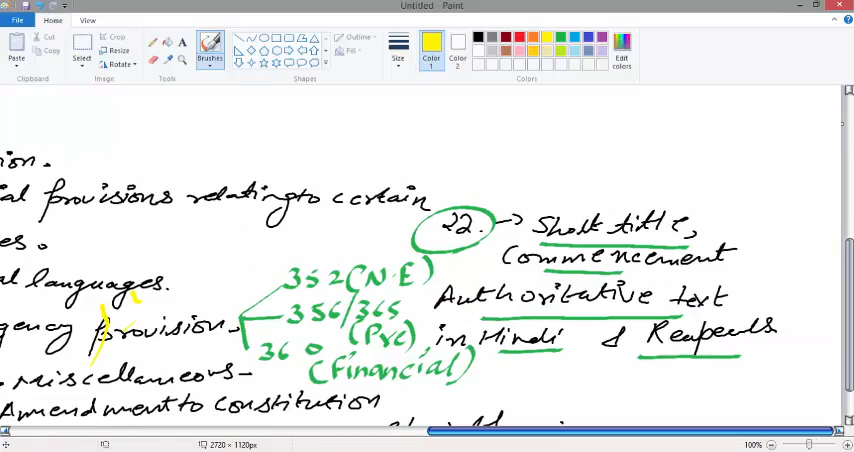 Untitled - Paint
File Home View
Paste Cut Copy Clipboard
Select Crop Resize Rotate Image
Tools
Brushes
Outline Fill Shapes
Size
Color 1 Color 2
Edit colors
Colors
ion.
ial provisions relating to certain
es.
al languages.
gency provision.
. Miscellaneous-
Amendment to constitution
352 (N.E)
356/365
(Prc)
360
(Financial)
22. → Short title,
Commencement
Authoritative text
in Hindi & Reapeals
2720 × 1120px
100%